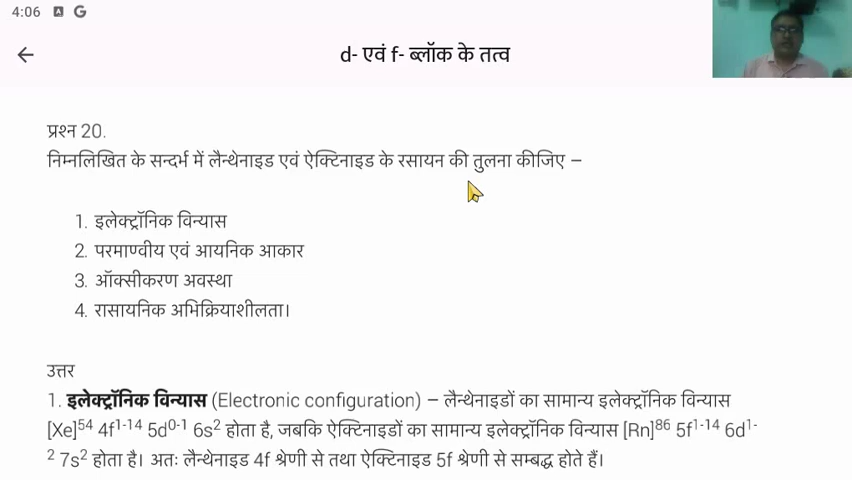 4:06
d- एवं f- ब्लॉक के तत्व
प्रश्न 20.
निम्नलिखित के सन्दर्भ में लैन्थेनाइड एवं ऐक्टिनाइड के रसायन की तुलना कीजिए –
1. इलेक्ट्रॉनिक विन्यास
2. परमाण्वीय एवं आयनिक आकार
3. ऑक्सीकरण अवस्था
4. रासायनिक अभिक्रियाशीलता।
उत्तर
1. इलेक्ट्रॉनिक विन्यास (Electronic configuration) – लैन्थेनाइडों का सामान्य इलेक्ट्रॉनिक विन्यास
[Xe]⁵⁴ 4f¹⁻¹⁴ 5d⁰⁻¹ 6s² होता है, जबकि ऐक्टिनाइडों का सामान्य इलेक्ट्रॉनिक विन्यास [Rn]⁸⁶ 5f¹⁻¹⁴ 6d¹⁻
² 7s² होता है। अतः लैन्थेनाइड 4f श्रेणी से तथा ऐक्टिनाइड 5f श्रेणी से सम्बद्ध होते हैं।